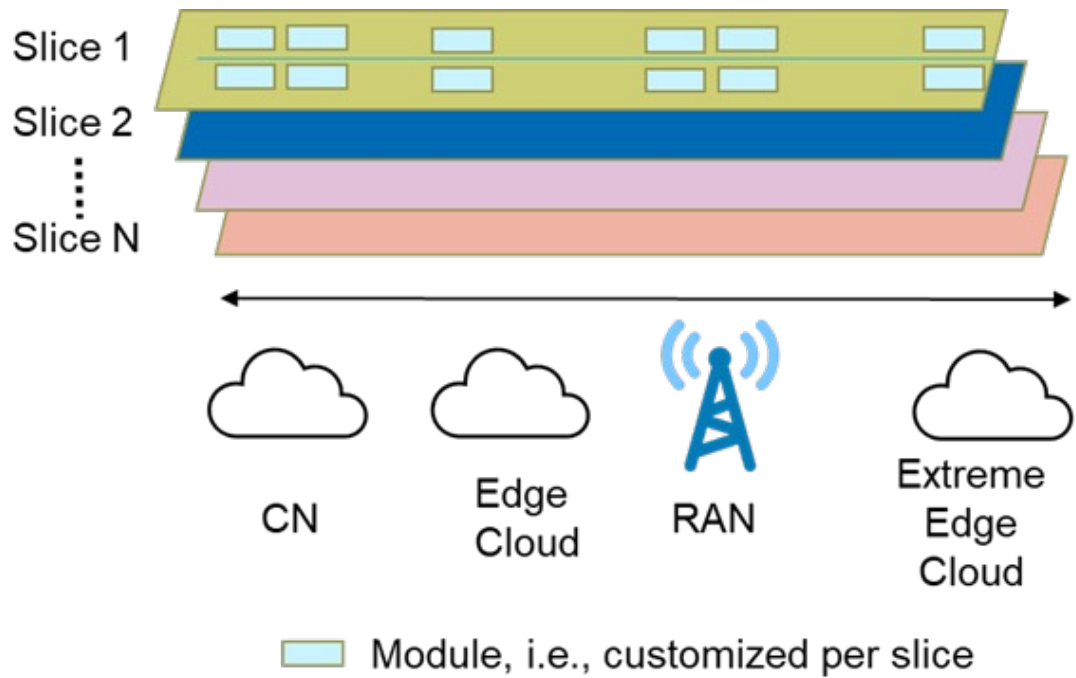 Slice 1
Slice 2
Slice N
CN
Edge
Cloud
RAN
Extreme
Edge
Cloud
Module, i.e., customized per slice